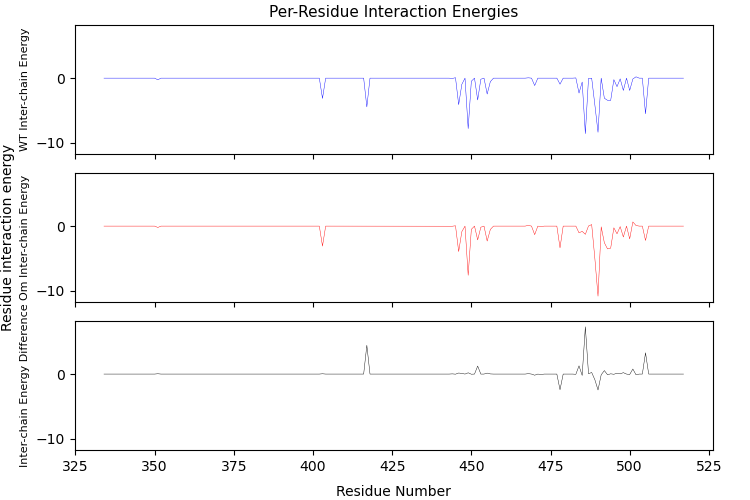 Per-Residue Interaction Energies
Residue interaction energy
WT Inter-chain Energy
0
−10
Om Inter-chain Energy
0
−10
Inter-chain Energy Difference
0
−10
325
350
375
400
425
450
475
500
525
Residue Number